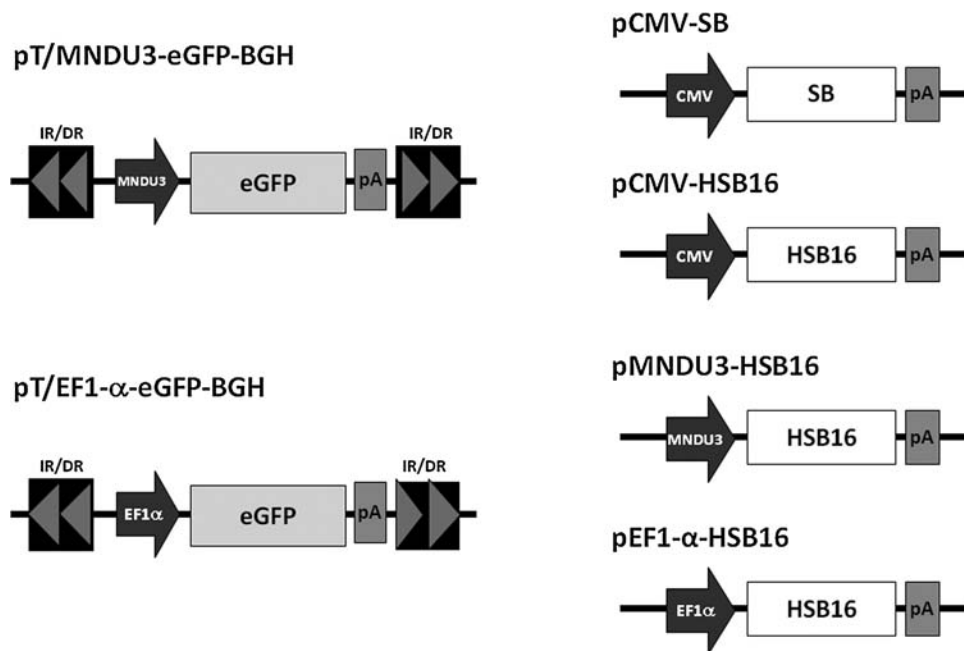 pT/MNDU3-eGFP-BGH
IR/DR
IR/DR
MNDU3
eGFP
pA
pT/EF1-α-eGFP-BGH
IR/DR
IR/DR
EF1α
eGFP
pA
pCMV-SB
CMV
SB
pA
pCMV-HSB16
CMV
HSB16
pA
pMNDU3-HSB16
MNDU3
HSB16
pA
pEF1-α-HSB16
EF1α
HSB16
pA